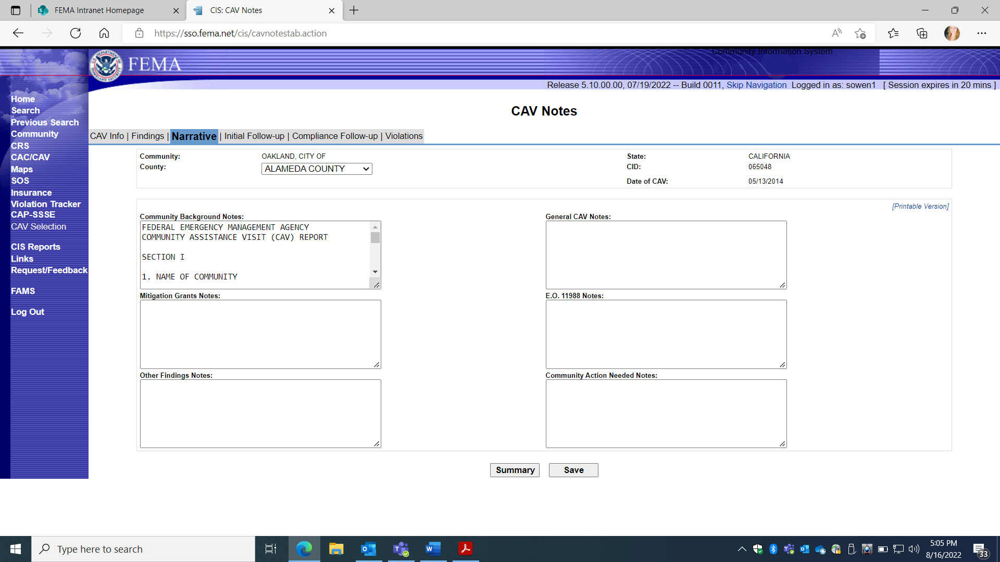 FEMA Intranet Homepage
CIS: CAV Notes
https://sso.fema.net/cis/cavnotestab.action
Community Information System
FEMA
Release 5.10.00.00, 07/19/2022 -- Build 0011, Skip Navigation Logged in as: sowen1 [ Session expires in 20 mins ]
Home
Search
Previous Search
Community
CRS
CAC/CAV
Maps
SOS
Insurance
Violation Tracker
CAP-SSSE
CAV Selection
CIS Reports
Links
Request/Feedback
FAMS
Log Out
CAV Notes
CAV Info | Findings | Narrative | Initial Follow-up | Compliance Follow-up | Violations
Community: OAKLAND, CITY OF State: CALIFORNIA
County: ALAMEDA COUNTY CID: 065048
Date of CAV: 05/13/2014
[Printable Version]
Community Background Notes:
FEDERAL EMERGENCY MANAGEMENT AGENCY
COMMUNITY ASSISTANCE VISIT (CAV) REPORT
SECTION I
1. NAME OF COMMUNITY
General CAV Notes:
Mitigation Grants Notes:
E.O. 11988 Notes:
Other Findings Notes:
Community Action Needed Notes:
Summary Save
Type here to search
5:05 PM
8/16/2022
33